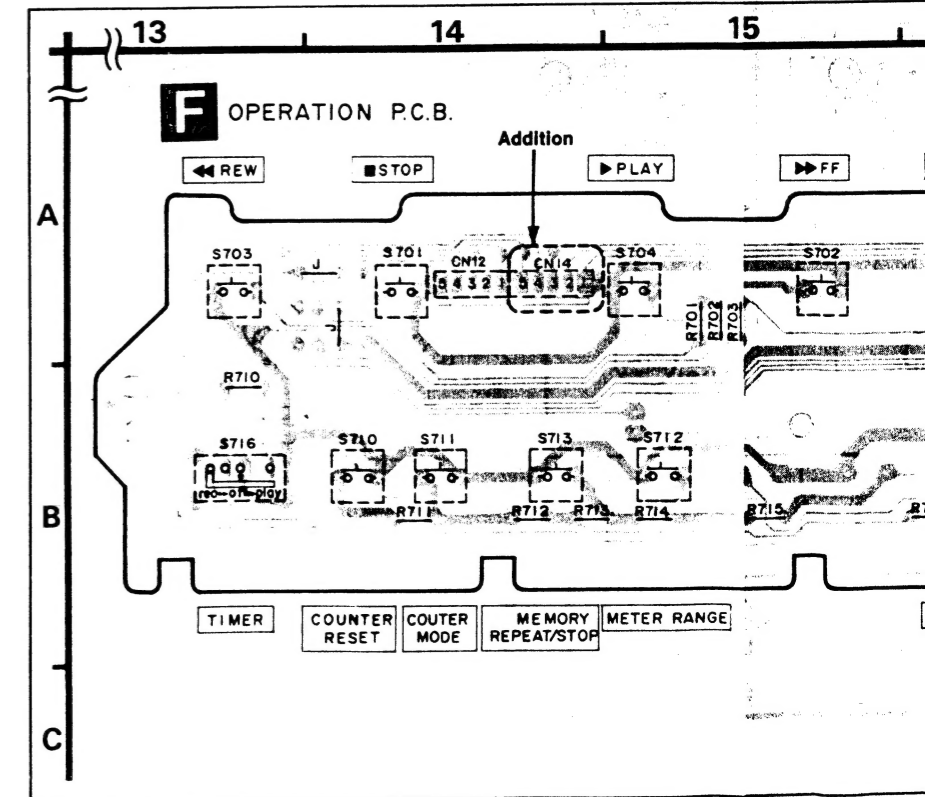 13 14 15
F OPERATION P.C.B.
Addition
◀◀ REW ■STOP ▶PLAY ▶▶FF
A
S703 S701 S704 S702
J CN12 CN14
5 4 3 2 1 5 4 3 2 1
J R701 R702 R703
R710
S716 S710 S711 S713 S712
rec-off-play
B
R711 R712 R713 R714 R715
TIMER
COUNTER RESET
COUTER MODE
MEMORY REPEAT/STOP
METER RANGE
C